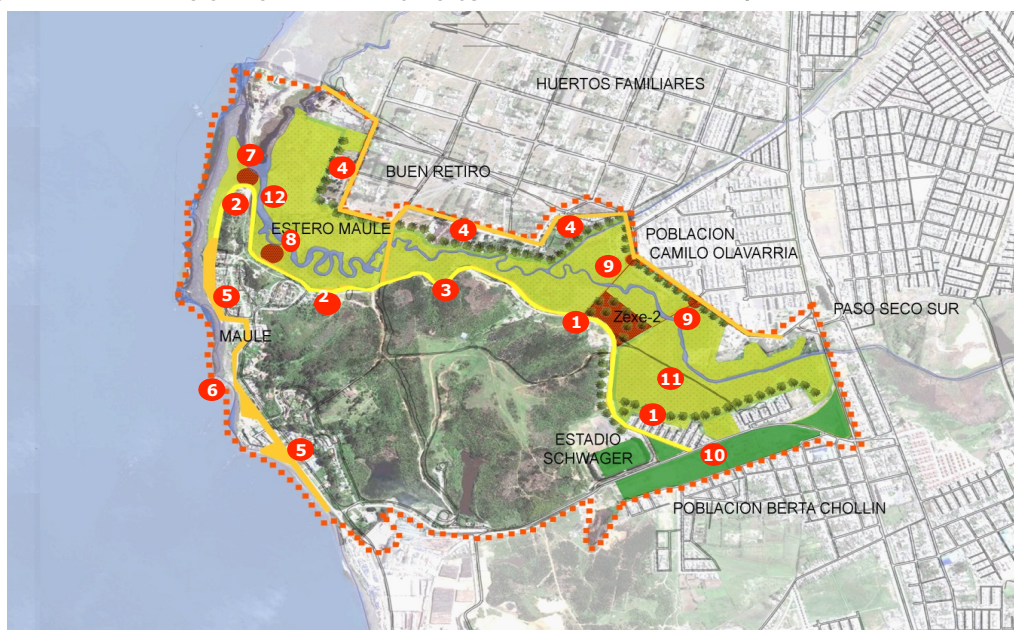 HUERTOS FAMILIARES
7
BUEN RETIRO
4
2
12
ESTERO MAULE
4
4
POBLACION
CAMILO OLAVARRIA
8
9
3
5
2
PASO SECO SUR
Zexe-2
9
1
MAULE
6
11
1
ESTADIO
SCHWAGER
5
10
POBLACION BERTA CHOLLIN